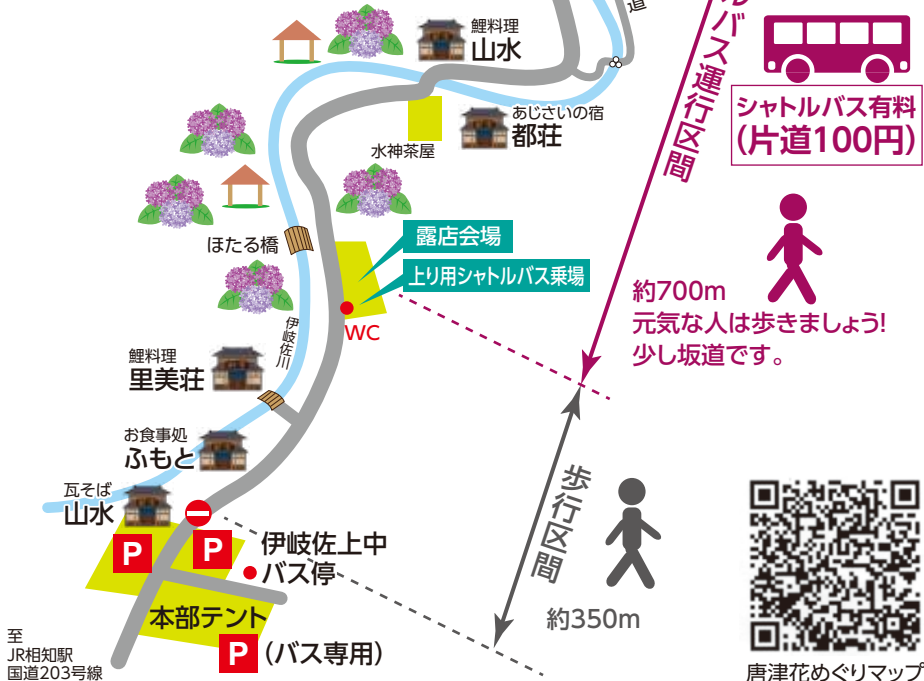 道
ルバス運行区間
シャトルバス有料
(片道100円)
鯉料理
山水
あじさいの宿
都荘
水神茶屋
ほたる橋
露店会場
上り用シャトルバス乗場
WC
約700m
元気な人は歩きましょう!
少し坂道です。
伊岐佐川
鯉料理
里美荘
お食事処
ふもと
瓦そば
山水
P
P
伊岐佐上中
バス停
本部テント
P
(バス専用)
歩行区間
約350m
至
JR相知駅
国道203号線
唐津花めぐりマップ